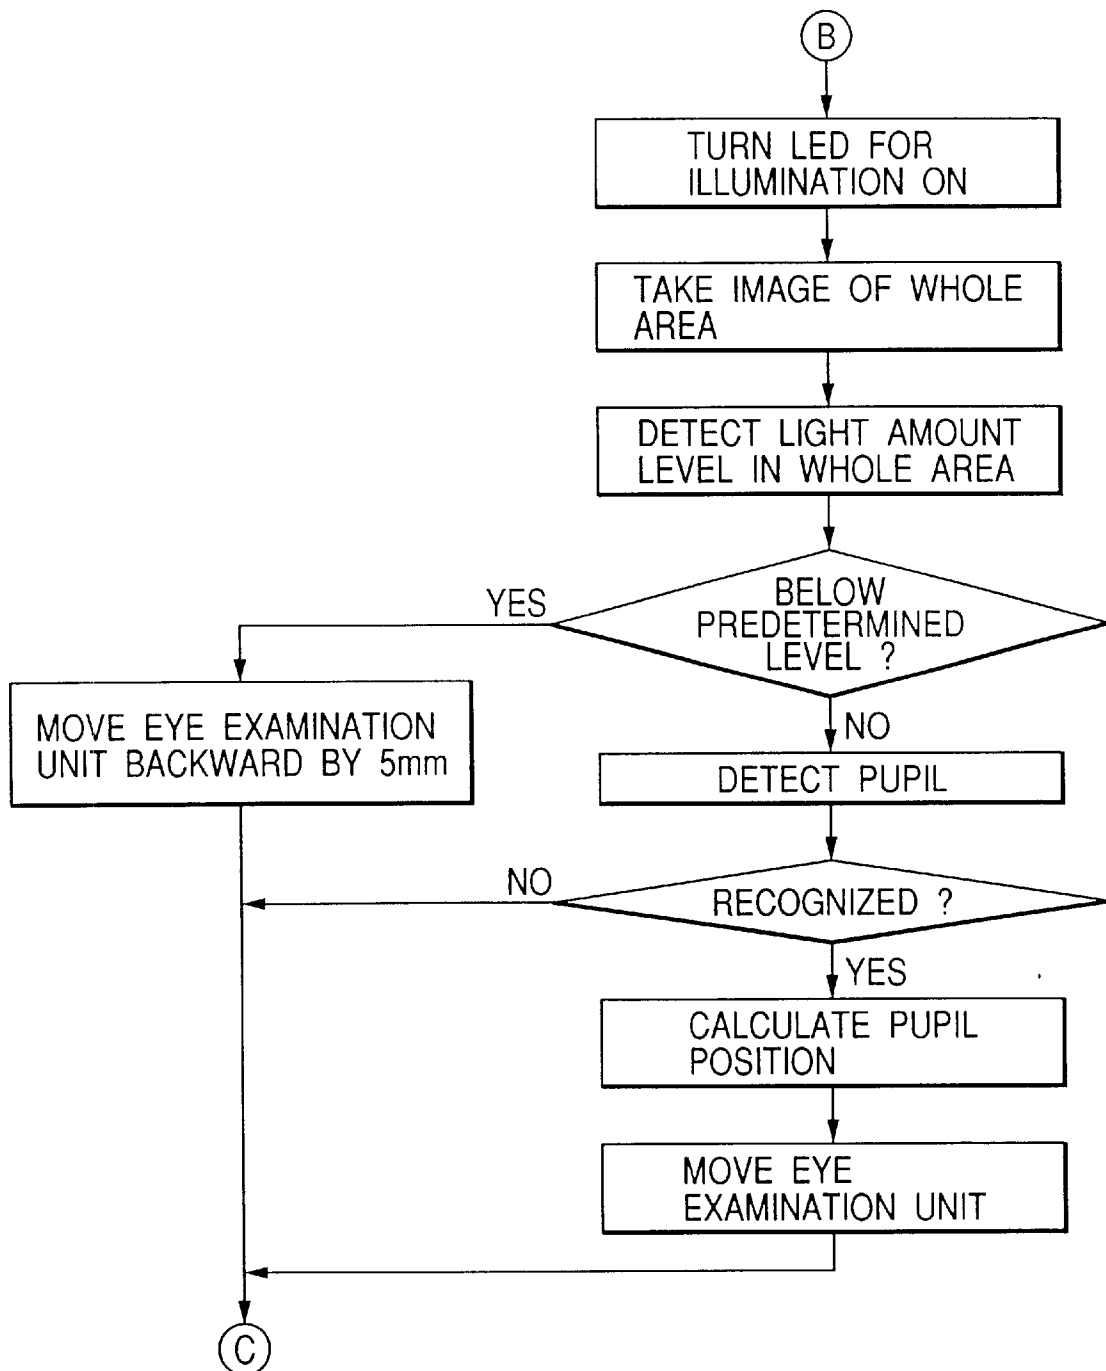 B
TURN LED FOR
ILLUMINATION ON
TAKE IMAGE OF WHOLE
AREA
DETECT LIGHT AMOUNT
LEVEL IN WHOLE AREA
BELOW
PREDETERMINED
LEVEL ?
YES
MOVE EYE EXAMINATION
UNIT BACKWARD BY 5mm
NO
DETECT PUPIL
RECOGNIZED ?
NO
YES
CALCULATE PUPIL
POSITION
MOVE EYE
EXAMINATION UNIT
C